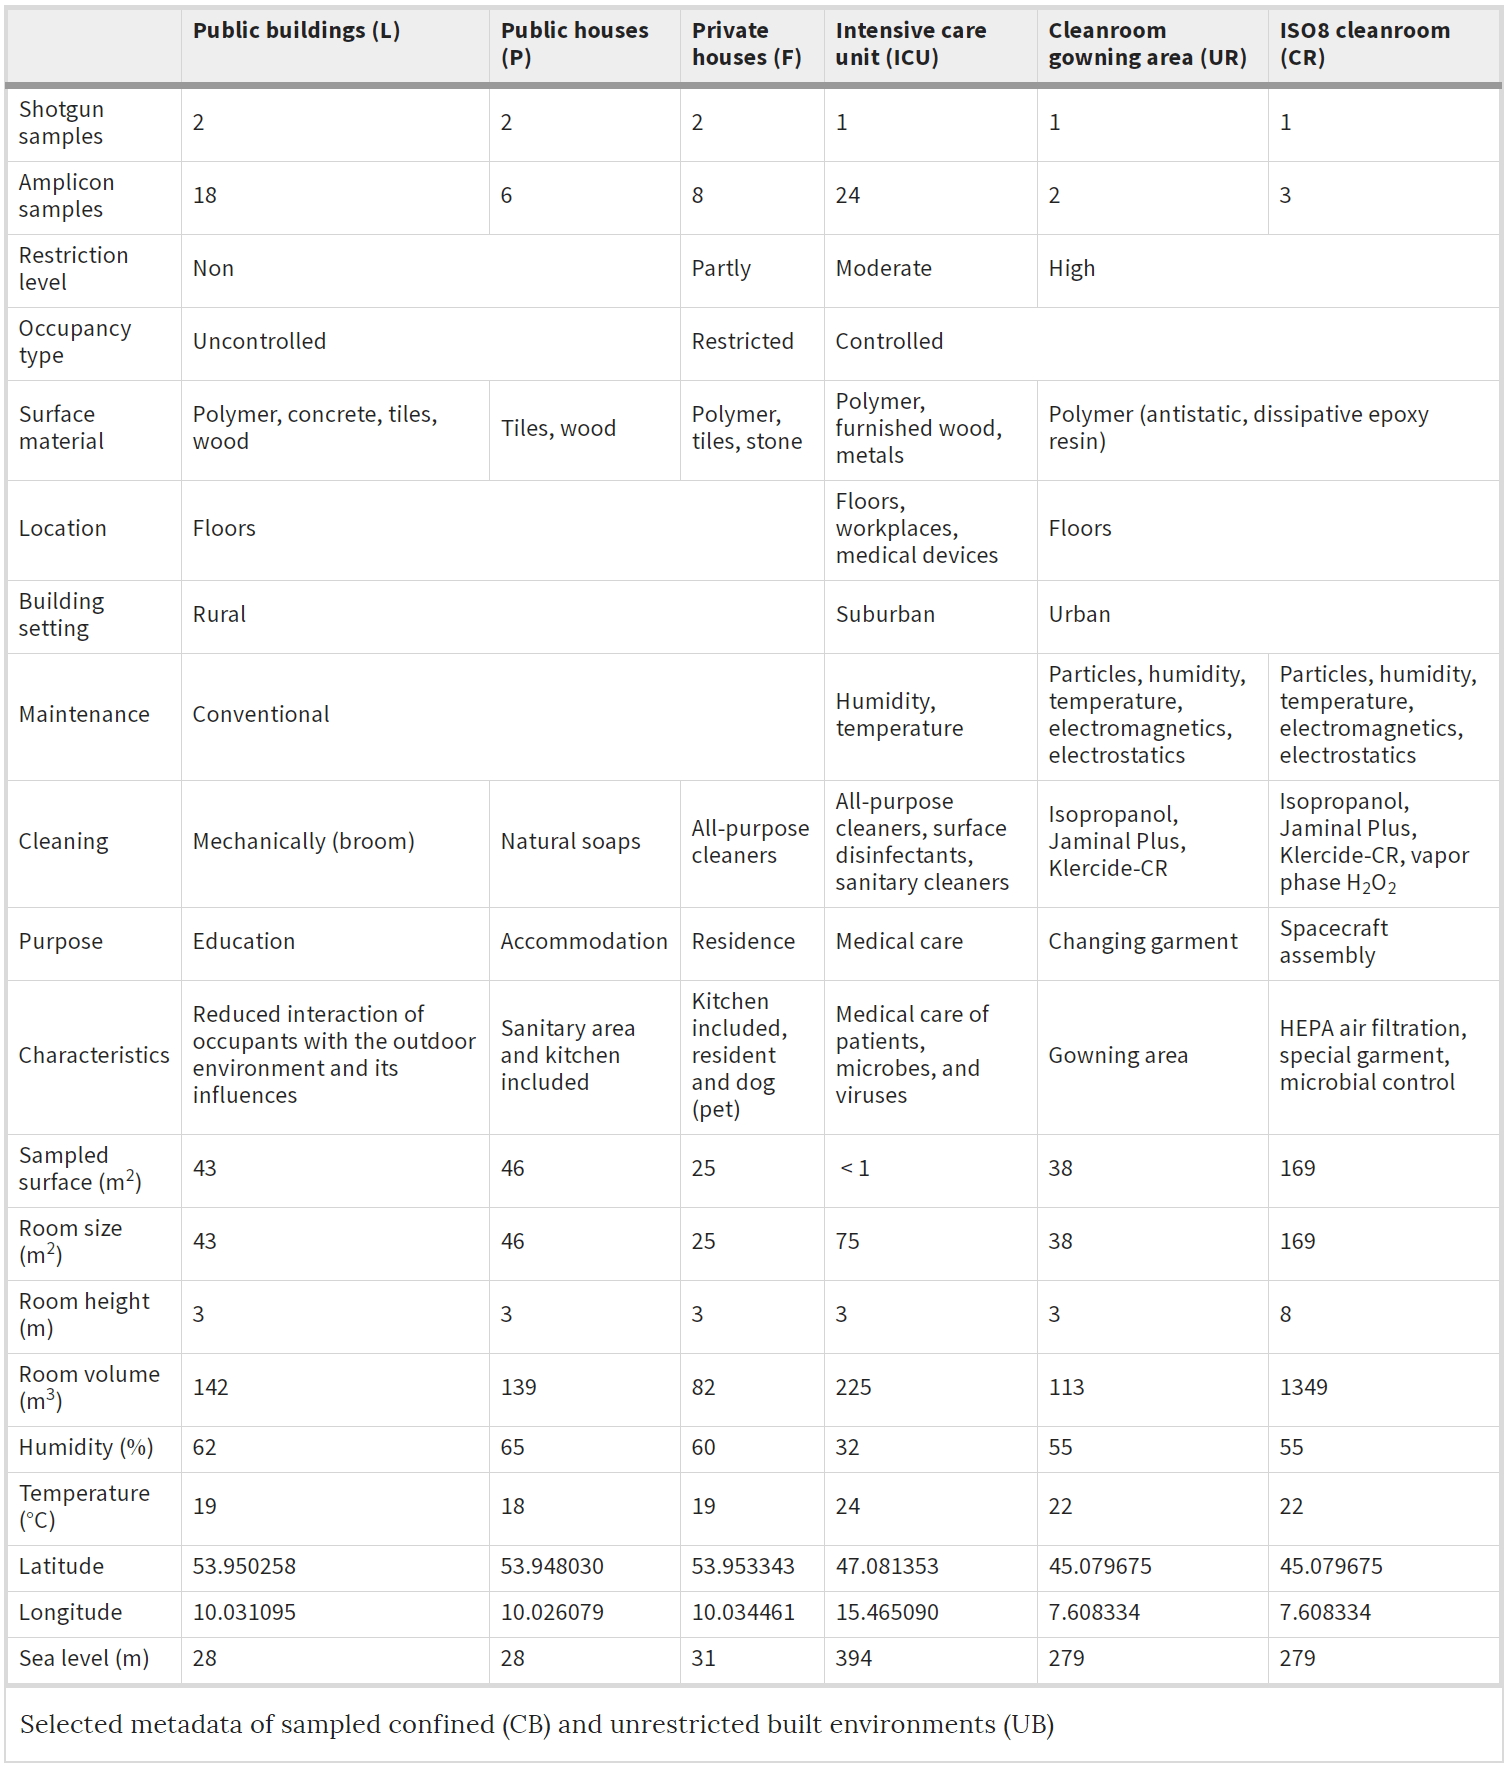 Public buildings (L) Public houses (P) Private houses (F) Intensive care unit (ICU) Cleanroom gowning area (UR) ISO8 cleanroom (CR)
Shotgun samples 2 2 2 1 1 1
Amplicon samples 18 6 8 24 2 3
Restriction level Non Partly Moderate High
Occupancy type Uncontrolled Restricted Controlled
Surface material Polymer, concrete, tiles, wood Tiles, wood Polymer, tiles, stone Polymer, furnished wood, metals Polymer (antistatic, dissipative epoxy resin)
Location Floors Floors, workplaces, medical devices Floors
Building setting Rural Suburban Urban
Maintenance Conventional Humidity, temperature Particles, humidity, temperature, electromagnetics, electrostatics Particles, humidity, temperature, electromagnetics, electrostatics
Cleaning Mechanically (broom) Natural soaps All-purpose cleaners All-purpose cleaners, surface disinfectants, sanitary cleaners Isopropanol, Jaminal Plus, Klercide-CR Isopropanol, Jaminal Plus, Klercide-CR, vapor phase H₂O₂
Purpose Education Accommodation Residence Medical care Changing garment Spacecraft assembly
Characteristics Reduced interaction of occupants with the outdoor environment and its influences Sanitary area and kitchen included Kitchen included, resident and dog (pet) Medical care of patients, microbes, and viruses Gowning area HEPA air filtration, special garment, microbial control
Sampled surface (m²) 43 46 25 < 1 38 169
Room size (m²) 43 46 25 75 38 169
Room height (m) 3 3 3 3 3 8
Room volume (m³) 142 139 82 225 113 1349
Humidity (%) 62 65 60 32 55 55
Temperature (°C) 19 18 19 24 22 22
Latitude 53.950258 53.948030 53.953343 47.081353 45.079675 45.079675
Longitude 10.031095 10.026079 10.034461 15.465090 7.608334 7.608334
Sea level (m) 28 28 31 394 279 279
Selected metadata of sampled confined (CB) and unrestricted built environments (UB)